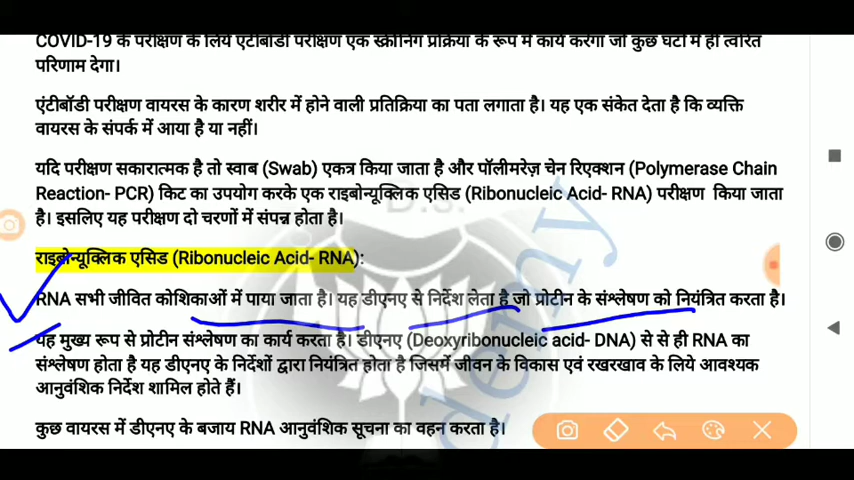 COVID-19 के परीक्षण के लिये एंटीबॉडी परीक्षण एक स्क्रीनिंग प्रक्रिया के रूप में कार्य करेगा जो कुछ घंटों में ही त्वरित
परिणाम देगा।
एंटीबॉडी परीक्षण वायरस के कारण शरीर में होने वाली प्रतिक्रिया का पता लगाता है। यह एक संकेत देता है कि व्यक्ति
वायरस के संपर्क में आया है या नहीं।
यदि परीक्षण सकारात्मक है तो स्वाब (Swab) एकत्र किया जाता है और पॉलीमरेज़ चेन रिएक्शन (Polymerase Chain
Reaction- PCR) किट का उपयोग करके एक राइबोन्यूक्लिक एसिड (Ribonucleic Acid- RNA) परीक्षण किया जाता
है। इसलिए यह परीक्षण दो चरणों में संपन्न होता है।
राइबोन्यूक्लिक एसिड (Ribonucleic Acid- RNA):
RNA सभी जीवित कोशिकाओं में पाया जाता है। यह डीएनए से निर्देश लेता है जो प्रोटीन के संश्लेषण को नियंत्रित करता है।
यह मुख्य रूप से प्रोटीन संश्लेषण का कार्य करता है। डीएनए (Deoxyribonucleic acid- DNA) से से ही RNA का
संश्लेषण होता है यह डीएनए के निर्देशों द्वारा नियंत्रित होता है जिसमें जीवन के विकास एवं रखरखाव के लिये आवश्यक
आनुवंशिक निर्देश शामिल होते हैं।
कुछ वायरस में डीएनए के बजाय RNA आनुवंशिक सूचना का वहन करता है।